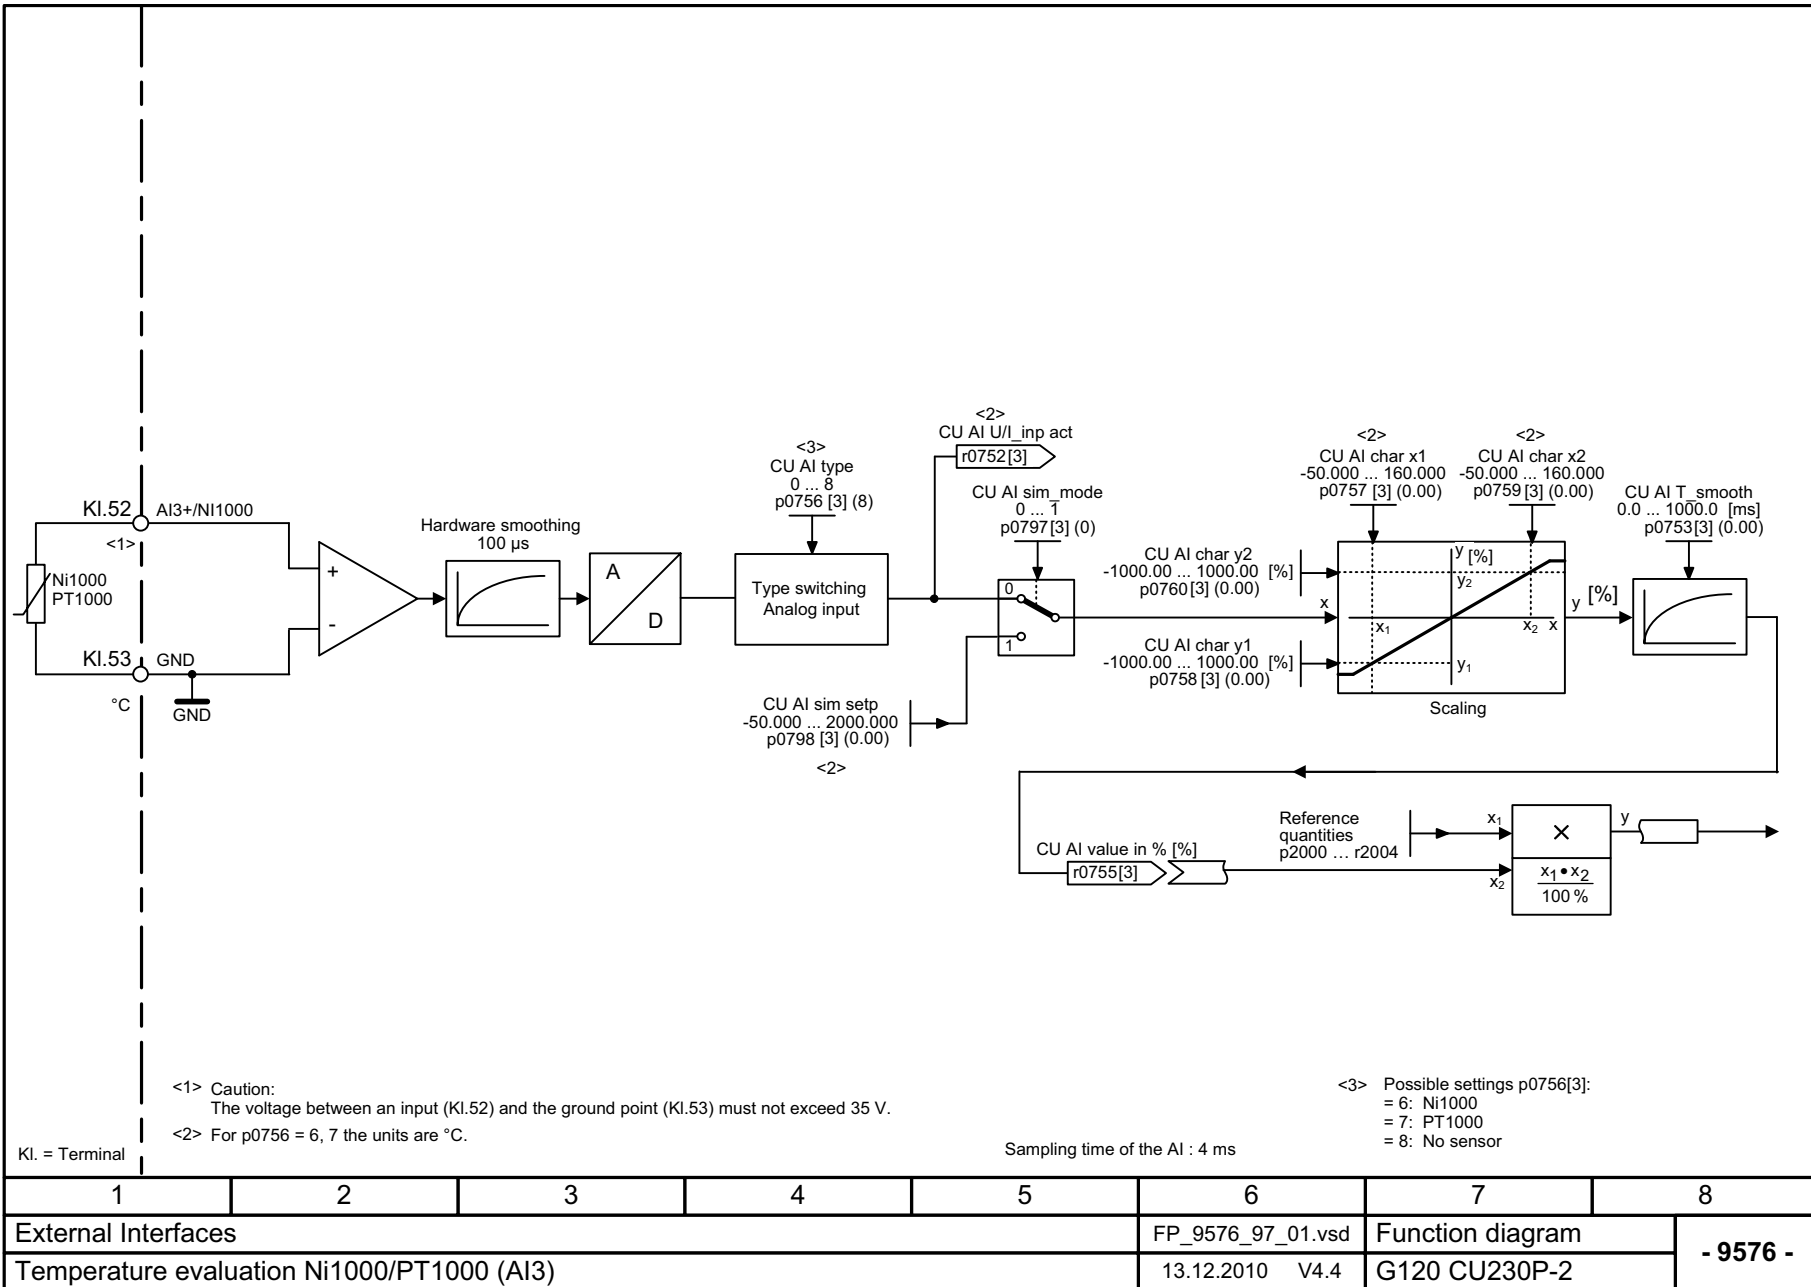 <2>
CU AI U/I_inp act
r0752[3]
<3>
CU AI type
0 ... 8
p0756 [3] (8)
CU AI sim_mode
0 ... 1
p0797[3] (0)
<2>
CU AI char x1
-50.000 ... 160.000
p0757 [3] (0.00)
<2>
CU AI char x2
-50.000 ... 160.000
p0759 [3] (0.00)
CU AI T_smooth
0.0 ... 1000.0 [ms]
p0753[3] (0.00)
Kl.52
AI3+/NI1000
<1>
Ni1000
PT1000
Kl.53
GND
°C
GND
+
-
Hardware smoothing
100 µs
A
D
Type switching
Analog input
0
1
CU AI sim setp
-50.000 ... 2000.000
p0798 [3] (0.00)
<2>
CU AI char y2
-1000.00 ... 1000.00 [%]
p0760 [3] (0.00)
x
CU AI char y1
-1000.00 ... 1000.00 [%]
p0758 [3] (0.00)
y [%]
y2
x1
x2 x
y1
Scaling
y [%]
CU AI value in % [%]
r0755[3]
Reference
quantities
p2000 ... r2004
x1
x2
×
x1•x2
100 %
y
<1> Caution:
The voltage between an input (Kl.52) and the ground point (Kl.53) must not exceed 35 V.
<2> For p0756 = 6, 7 the units are °C.
Kl. = Terminal
Sampling time of the AI : 4 ms
<3> Possible settings p0756[3]:
= 6: Ni1000
= 7: PT1000
= 8: No sensor
1 2 3 4 5 6 7 8
External Interfaces
FP_9576_97_01.vsd
Function diagram
- 9576 -
Temperature evaluation Ni1000/PT1000 (AI3)
13.12.2010 V4.4
G120 CU230P-2